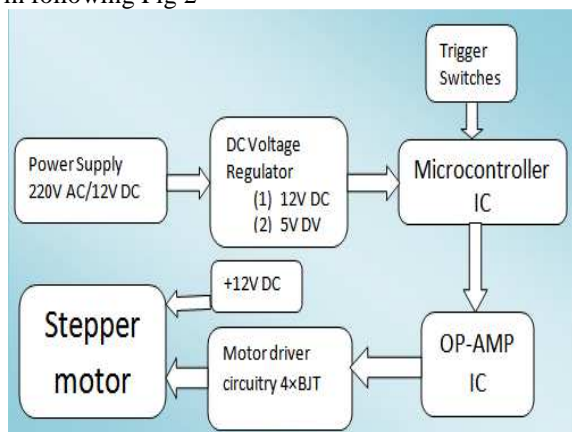 in following Fig 2
Trigger
Switches
Power Supply
220V AC/12V DC
DC Voltage
Regulator
(1) 12V DC
(2) 5V DV
Microcontroller
IC
+12V DC
Stepper
motor
Motor driver
circuitry 4×BJT
OP-AMP
IC